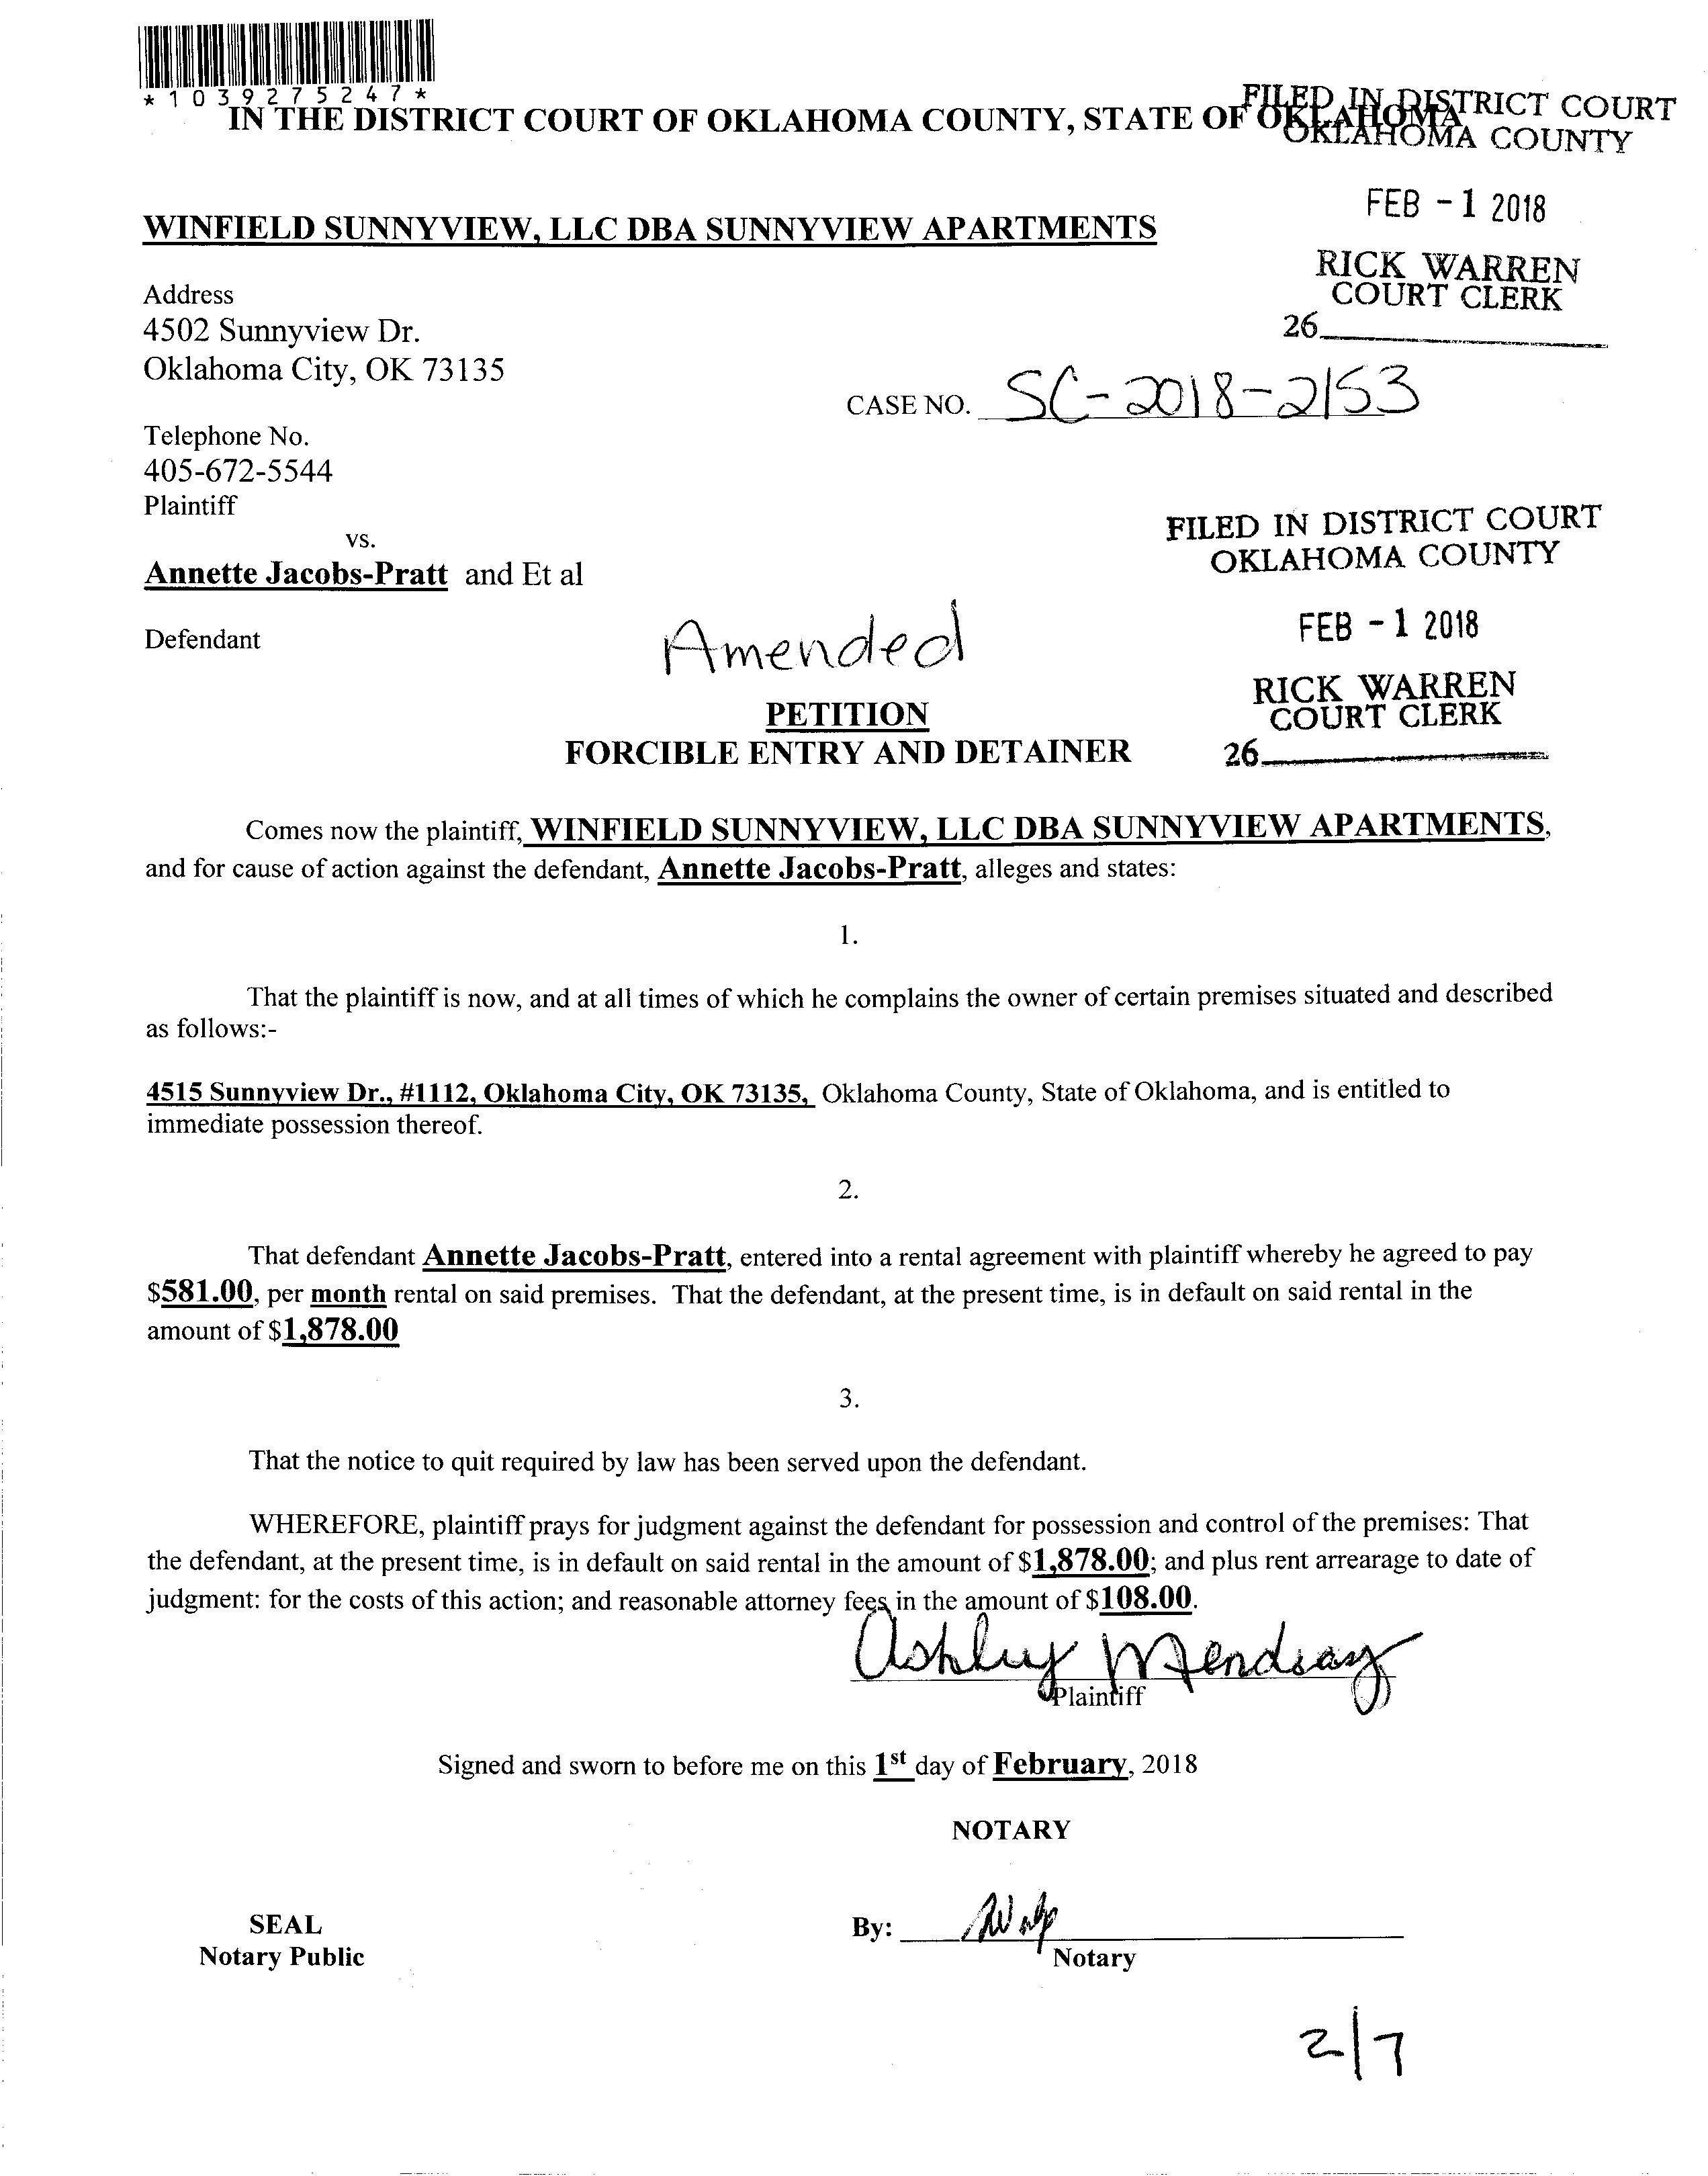 *1039275247*
IN THE DISTRICT COURT OF OKLAHOMA COUNTY, STATE OF OKLAHOMA
FILED IN DISTRICT COURT
OKLAHOMA COUNTY
FEB - 1 2018
WINFIELD SUNNYVIEW, LLC DBA SUNNYVIEW APARTMENTS
RICK WARREN
COURT CLERK
26
Address
4502 Sunnyview Dr.
Oklahoma City, OK 73135
CASE NO. SC-2018-2153
Telephone No.
405-672-5544
Plaintiff
vs.
Annette Jacobs-Pratt and Et al
Defendant
FILED IN DISTRICT COURT
OKLAHOMA COUNTY
FEB - 1 2018
RICK WARREN
COURT CLERK
26
Amended
PETITION
FORCIBLE ENTRY AND DETAINER
Comes now the plaintiff, WINFIELD SUNNYVIEW, LLC DBA SUNNYVIEW APARTMENTS,
and for cause of action against the defendant, Annette Jacobs-Pratt, alleges and states:
1.
That the plaintiff is now, and at all times of which he complains the owner of certain premises situated and described
as follows:-
4515 Sunnyview Dr., #1112, Oklahoma City, OK 73135, Oklahoma County, State of Oklahoma, and is entitled to
immediate possession thereof.
2.
That defendant Annette Jacobs-Pratt, entered into a rental agreement with plaintiff whereby he agreed to pay
$581.00, per month rental on said premises. That the defendant, at the present time, is in default on said rental in the
amount of $1,878.00
3.
That the notice to quit required by law has been served upon the defendant.
WHEREFORE, plaintiff prays for judgment against the defendant for possession and control of the premises: That
the defendant, at the present time, is in default on said rental in the amount of $1,878.00; and plus rent arrearage to date of
judgment: for the costs of this action; and reasonable attorney fees in the amount of $108.00.
Ashley
Plaintiff
Signed and sworn to before me on this 1st day of February, 2018
NOTARY
SEAL
Notary Public
By:
Notary
2/7